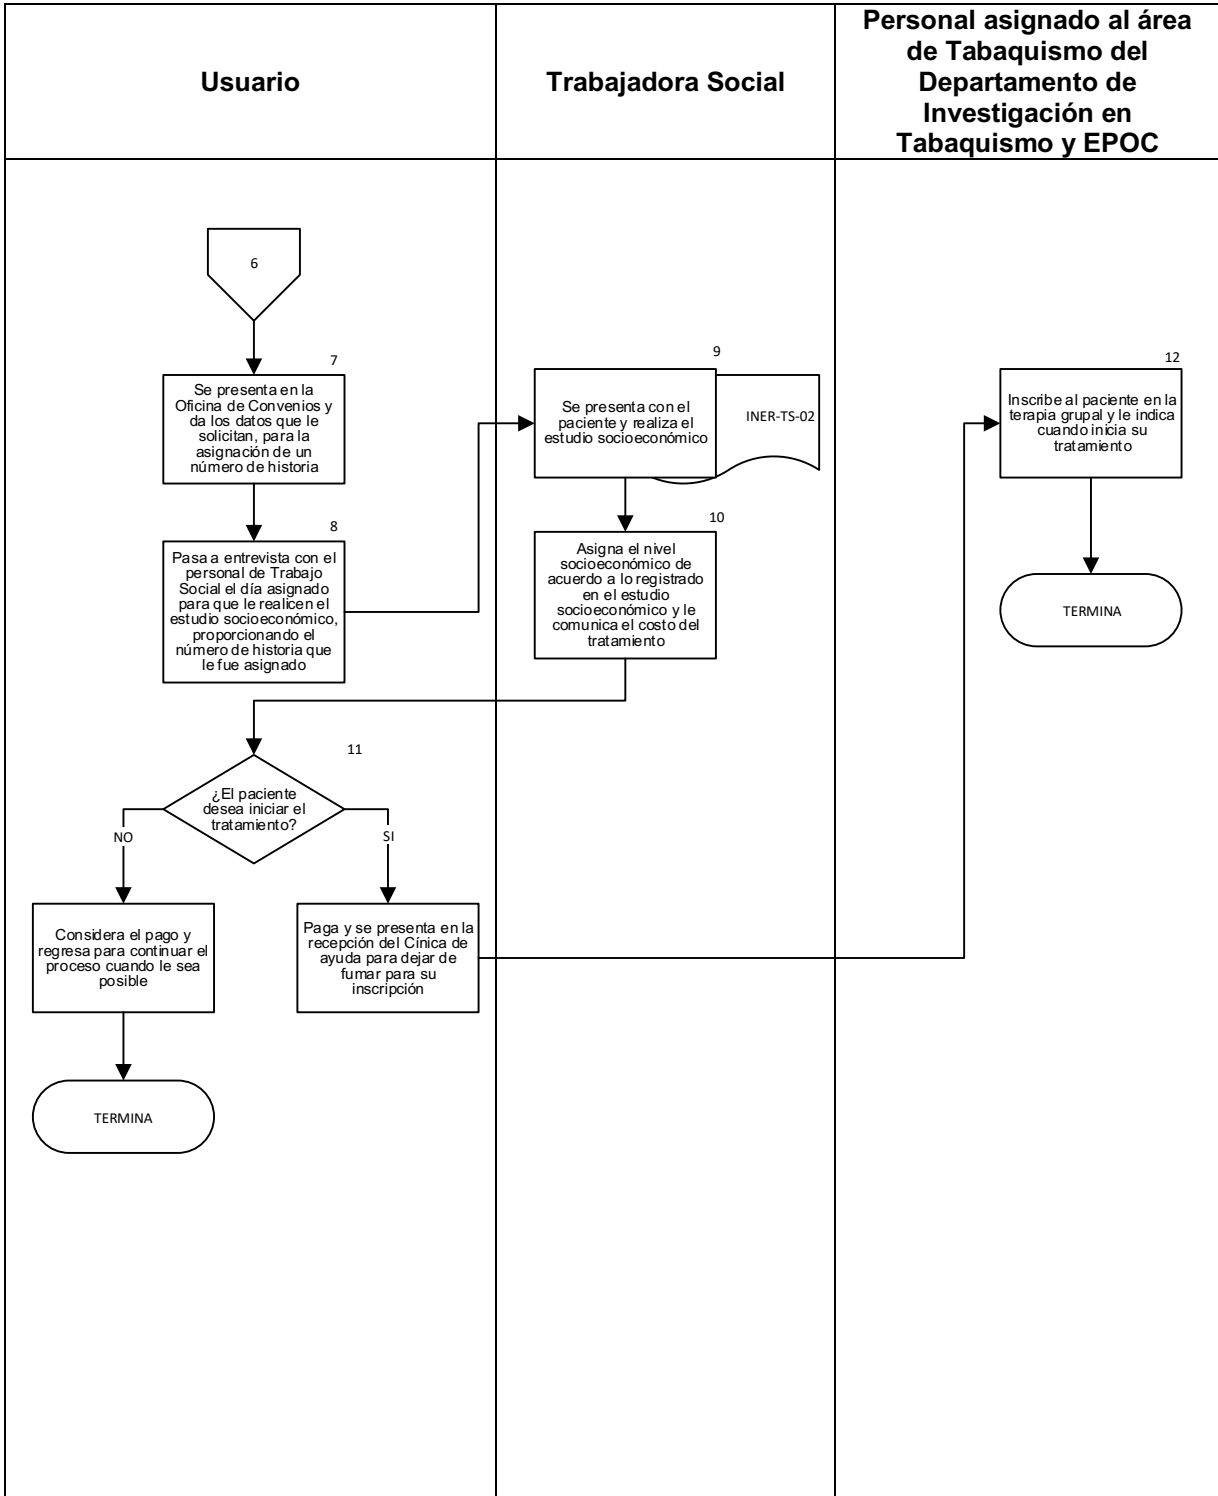 Usuario
Trabajadora Social
Personal asignado al área
de Tabaquismo del
Departamento de
Investigación en
Tabaquismo y EPOC
6
7
Se presenta en la
Oficina de Convenios y
da los datos que le
solicitan, para la
asignación de un
número de historia
8
Pasa a entrevista con el
personal de Trabajo
Social el día asignado
para que le realicen el
estudio socioeconómico,
proporcionando el
número de historia que
le fue asignado
9
Se presenta con el
paciente y realiza el
estudio socioeconómico
INER-TS-02
10
Asigna el nivel
socioeconómico de
acuerdo a lo registrado
en el estudio
socioeconómico y le
comunica el costo del
tratamiento
11
¿El paciente
desea iniciar el
tratamiento?
NO
SI
Considera el pago y
regresa para continuar el
proceso cuando le sea
posible
TERMINA
Paga y se presenta en la
recepción del Cínica de
ayuda para dejar de
fumar para su
inscripción
12
Inscribe al paciente en la
terapia grupal y le indica
cuando inicia su
tratamiento
TERMINA